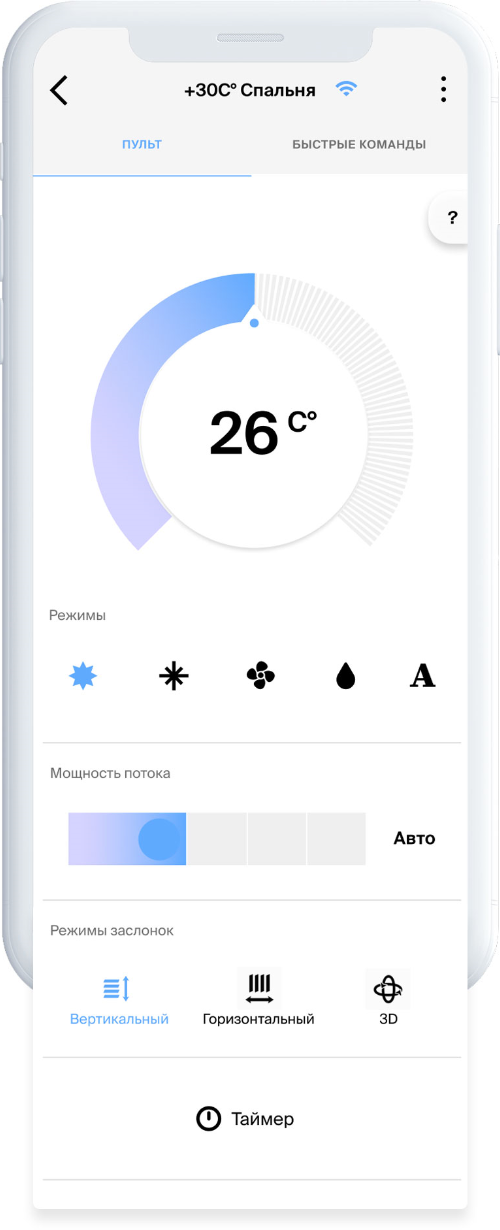 +30C° Спальня
ПУЛЬТ
БЫСТРЫЕ КОМАНДЫ
?
26 C°
Режимы
A
Мощность потока
Авто
Режимы заслонок
Вертикальный
Горизонтальный
3D
Таймер